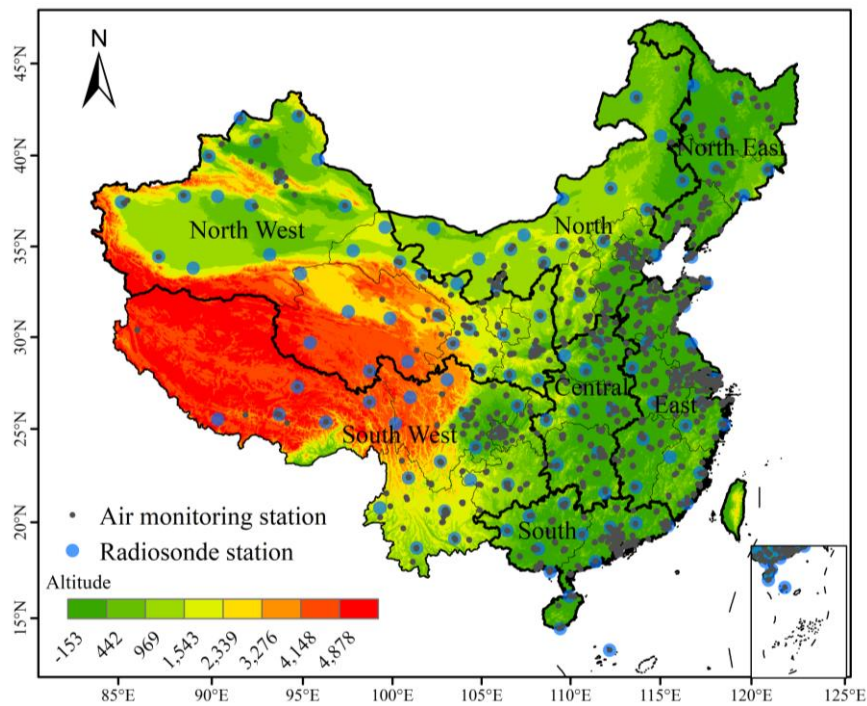 N
45°N
40°N
35°N
30°N
25°N
20°N
15°N
North East
North West
North
Central
East
South West
South
Air monitoring station
Radiosonde station
Altitude
-153 442 969 1,543 2,339 3,276 4,148 4,878
85°E 90°E 95°E 100°E 105°E 110°E 115°E 120°E 125°E